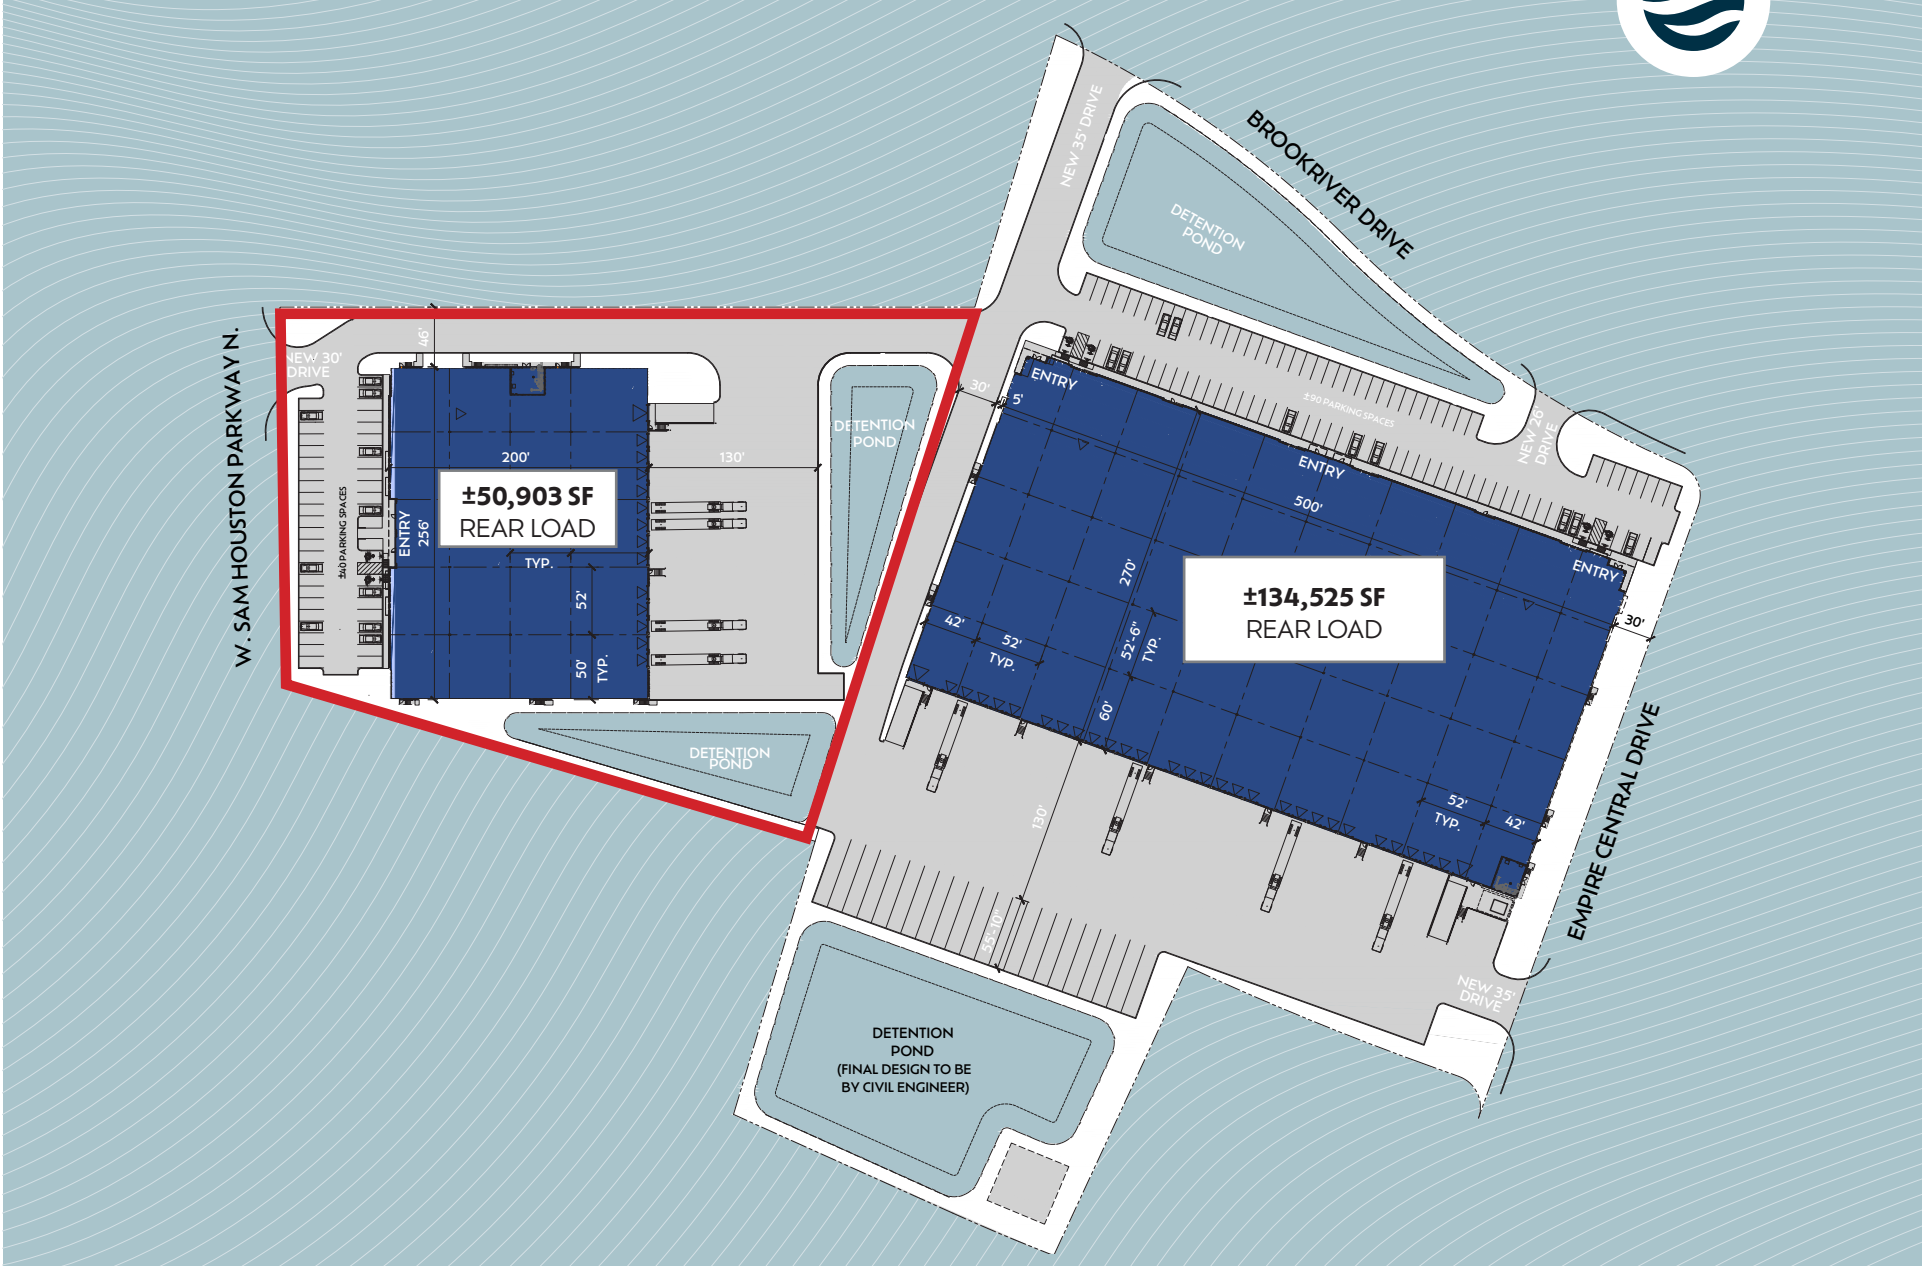 BROOKRIVER DRIVE
NEW 35' DRIVE
DETENTION
POND
W. SAM HOUSTON PARKWAY N.
NEW 30'
DRIVE
46'
±40 PARKING SPACES
ENTRY
256'
200'
±50,903 SF
REAR LOAD
TYP.
52'
50'
TYP.
130'
DETENTION
POND
DETENTION
POND
30'
5'
ENTRY
±90 PARKING SPACES
NEW 26'
DRIVE
ENTRY
500'
ENTRY
270'
±134,525 SF
REAR LOAD
30'
42'
52'
TYP.
52'-6"
TYP.
60'
52'
TYP.
42'
EMPIRE CENTRAL DRIVE
130'
55'-10"
NEW 35'
DRIVE
DETENTION
POND
(FINAL DESIGN TO BE
BY CIVIL ENGINEER)